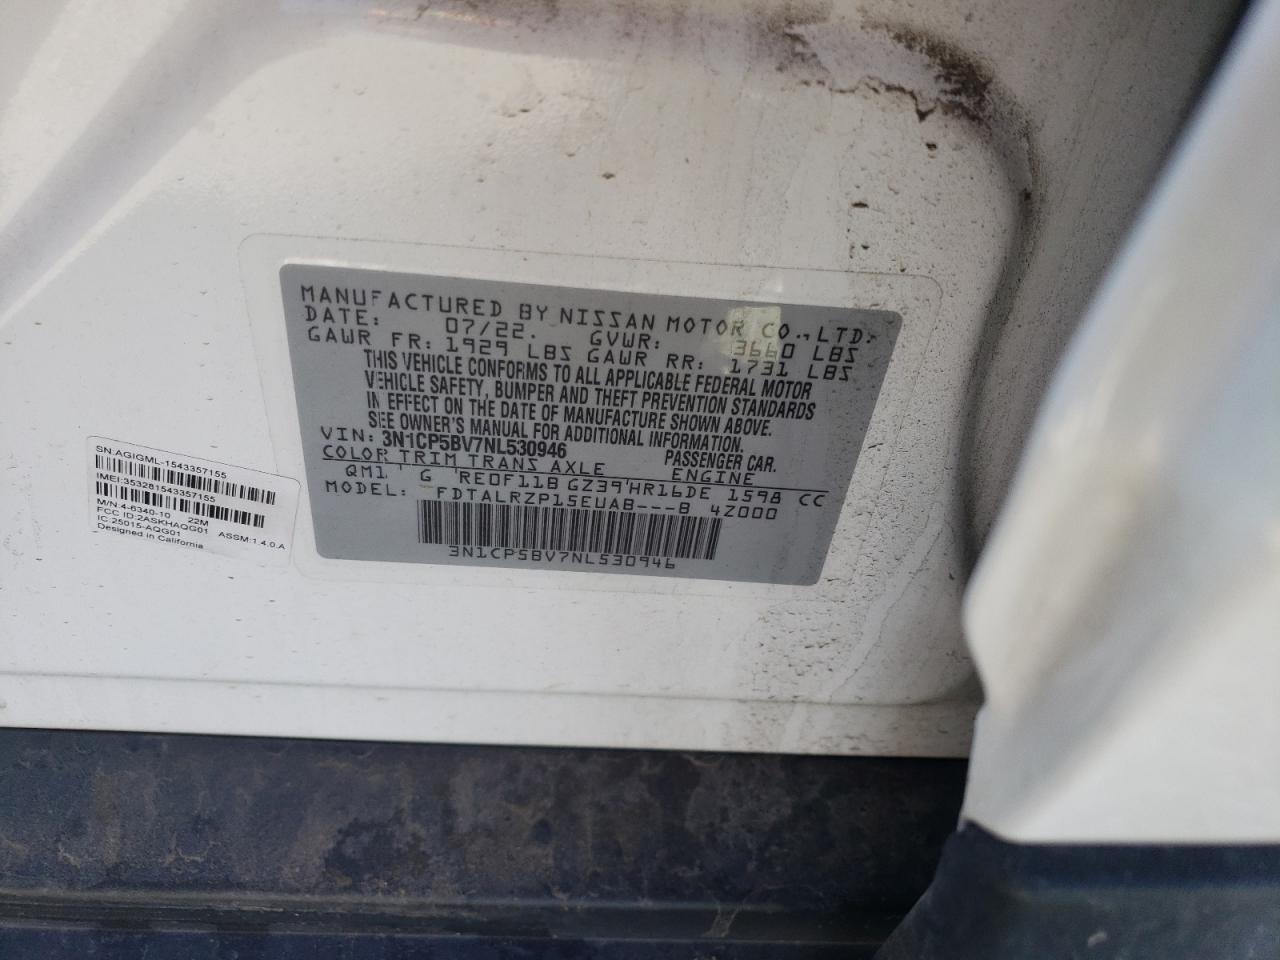 MANUFACTURED BY NISSAN MOTOR CO., LTD.
DATE: 07/22. GVWR: 3660 LBS
GAWR FR: 1929 LBS GAWR RR: 1731 LBS
THIS VEHICLE CONFORMS TO ALL APPLICABLE FEDERAL MOTOR
VEHICLE SAFETY, BUMPER AND THEFT PREVENTION STANDARDS
IN EFFECT ON THE DATE OF MANUFACTURE SHOWN ABOVE.
SEE OWNER'S MANUAL FOR ADDITIONAL INFORMATION.
VIN: 3N1CP5BV7NL530946 PASSENGER CAR.
COLOR TRIM TRANS AXLE ENGINE
QM1 G RE0F11B GZ39 HR16DE 1598 CC
MODEL: FDTALRZP15EUAB---B 4Z000
3N1CP5BV7NL530946
SN:AGIGML-1543357155
IMEI:353281543357155
M/N:4-6340-10 22M
FCC ID:2ASKHAQG01 ASSM:1.4.0.A
IC:25015-AQG01
Designed in California